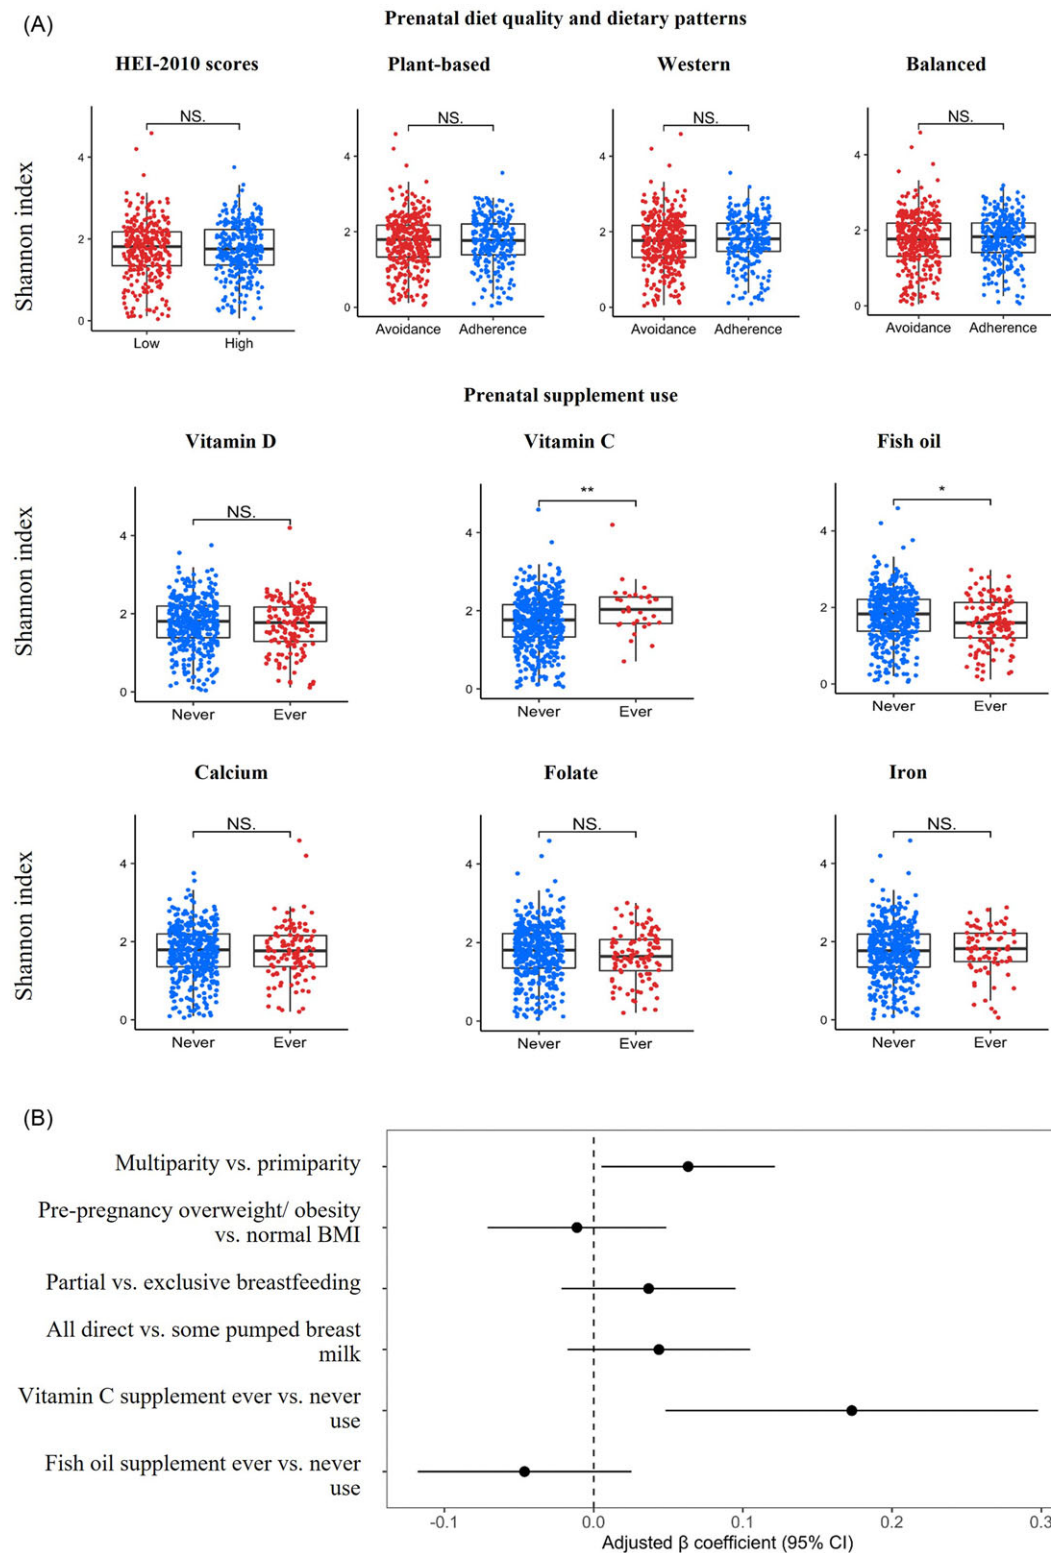 (A)
Prenatal diet quality and dietary patterns
HEI-2010 scores
Plant-based
Western
Balanced
NS.
NS.
NS.
NS.
Shannon index
4
2
0
4
2
0
4
2
0
4
2
0
Low
High
Avoidance
Adherence
Avoidance
Adherence
Avoidance
Adherence
Prenatal supplement use
Vitamin D
Vitamin C
Fish oil
NS.
**
*
Shannon index
4
2
0
4
2
0
4
2
0
Never
Ever
Never
Ever
Never
Ever
Calcium
Folate
Iron
NS.
NS.
NS.
Shannon index
4
2
0
4
2
0
4
2
0
Never
Ever
Never
Ever
Never
Ever
(B)
Multiparity vs. primiparity
Pre-pregnancy overweight/ obesity
vs. normal BMI
Partial vs. exclusive breastfeeding
All direct vs. some pumped breast
milk
Vitamin C supplement ever vs. never
use
Fish oil supplement ever vs. never
use
-0.1
0.0
0.1
0.2
0.3
Adjusted β coefficient (95% CI)